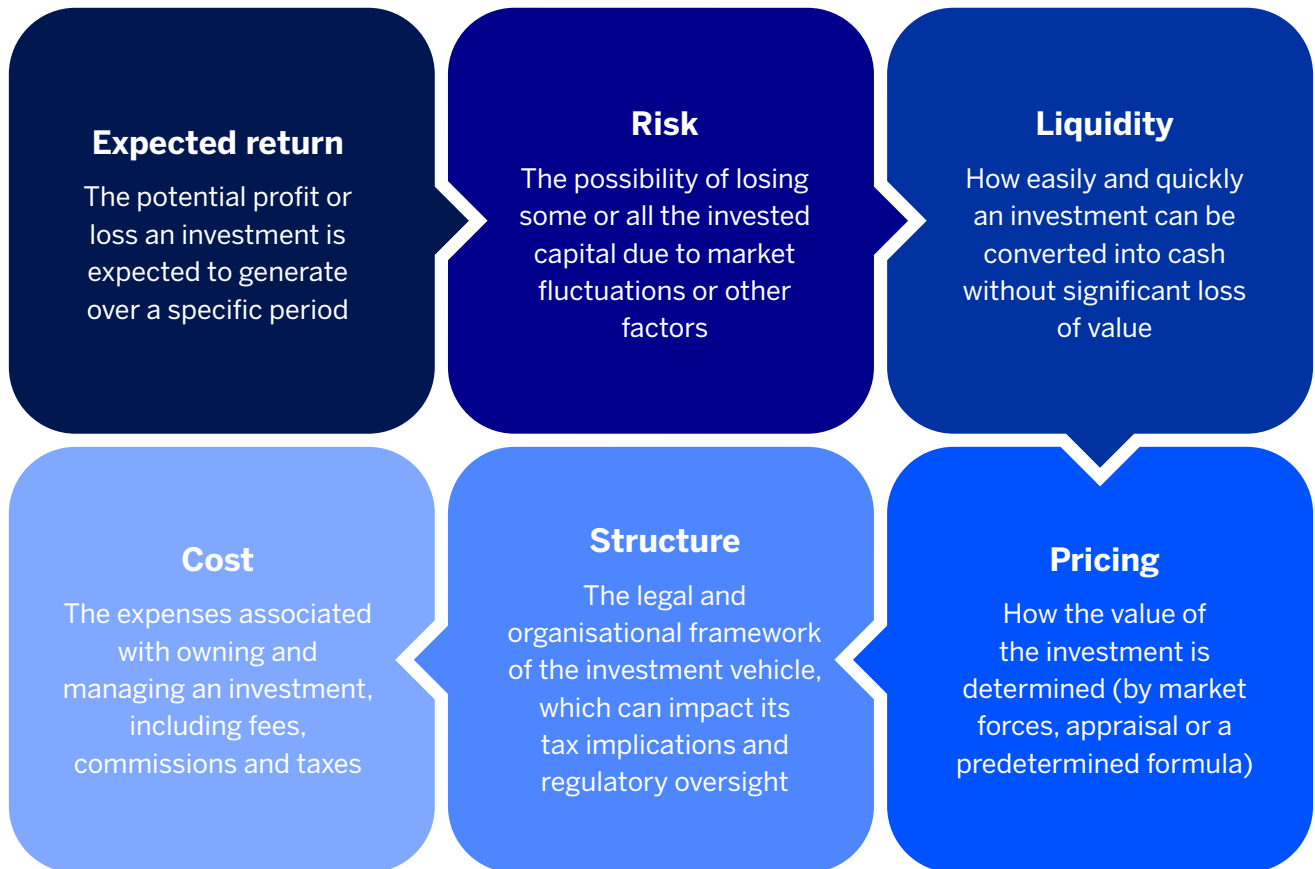 Expected return
The potential profit or
loss an investment is
expected to generate
over a specific period
Risk
The possibility of losing
some or all the invested
capital due to market
fluctuations or other
factors
Liquidity
How easily and quickly
an investment can be
converted into cash
without significant loss
of value
Pricing
How the value of
the investment is
determined (by market
forces, appraisal or a
predetermined formula)
Structure
The legal and
organisational framework
of the investment vehicle,
which can impact its
tax implications and
regulatory oversight
Cost
The expenses associated
with owning and
managing an investment,
including fees,
commissions and taxes